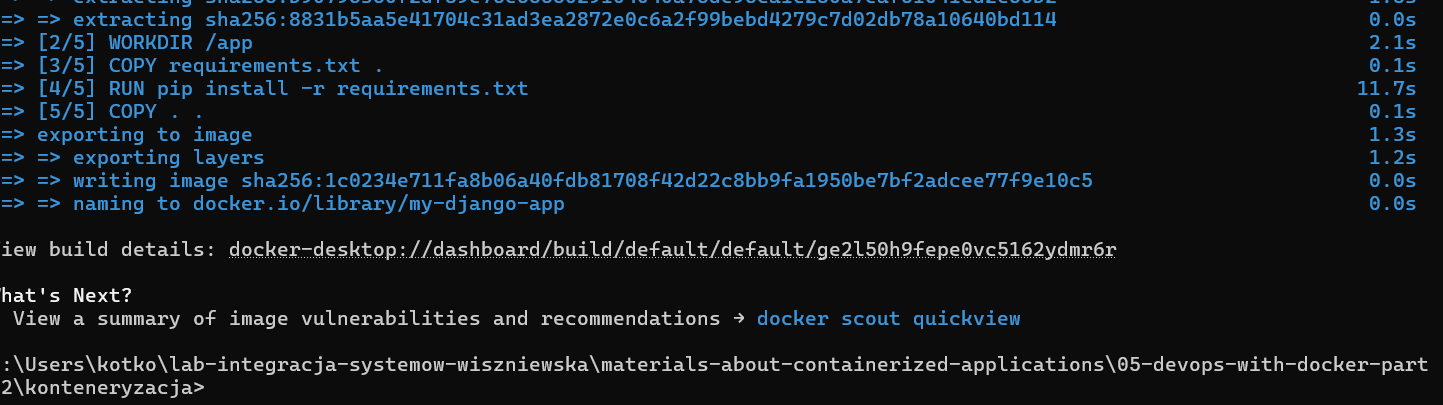 => => extracting sha256:8831b5aa5e41704c31ad3ea2872e0c6a2f99bebd4279c7d02db78a10640bd114 0.0s
=> [2/5] WORKDIR /app 2.1s
=> [3/5] COPY requirements.txt . 0.1s
=> [4/5] RUN pip install -r requirements.txt 11.7s
=> [5/5] COPY . . 0.1s
=> exporting to image 1.3s
=> => exporting layers 1.2s
=> => writing image sha256:1c0234e711fa8b06a40fdb81708f42d22c8bb9fa1950be7bf2adcee77f9e10c5 0.0s
=> => naming to docker.io/library/my-django-app 0.0s
iew build details: docker-desktop://dashboard/build/default/default/ge2l50h9fepe0vc5162ydmr6r
hat's Next?
View a summary of image vulnerabilities and recommendations → docker scout quickview
:\Users\kotko\lab-integracja-systemow-wiszniewska\materials-about-containerized-applications\05-devops-with-docker-part
2\konteneryzacja>